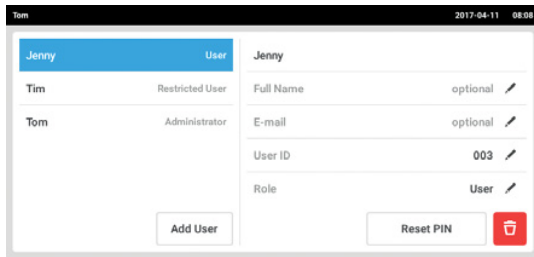 Tom 2017-04-11 08:08
Jenny User
Tim Restricted User
Tom Administrator
Add User
Jenny
Full Name optional
E-mail optional
User ID 003
Role User
Reset PIN